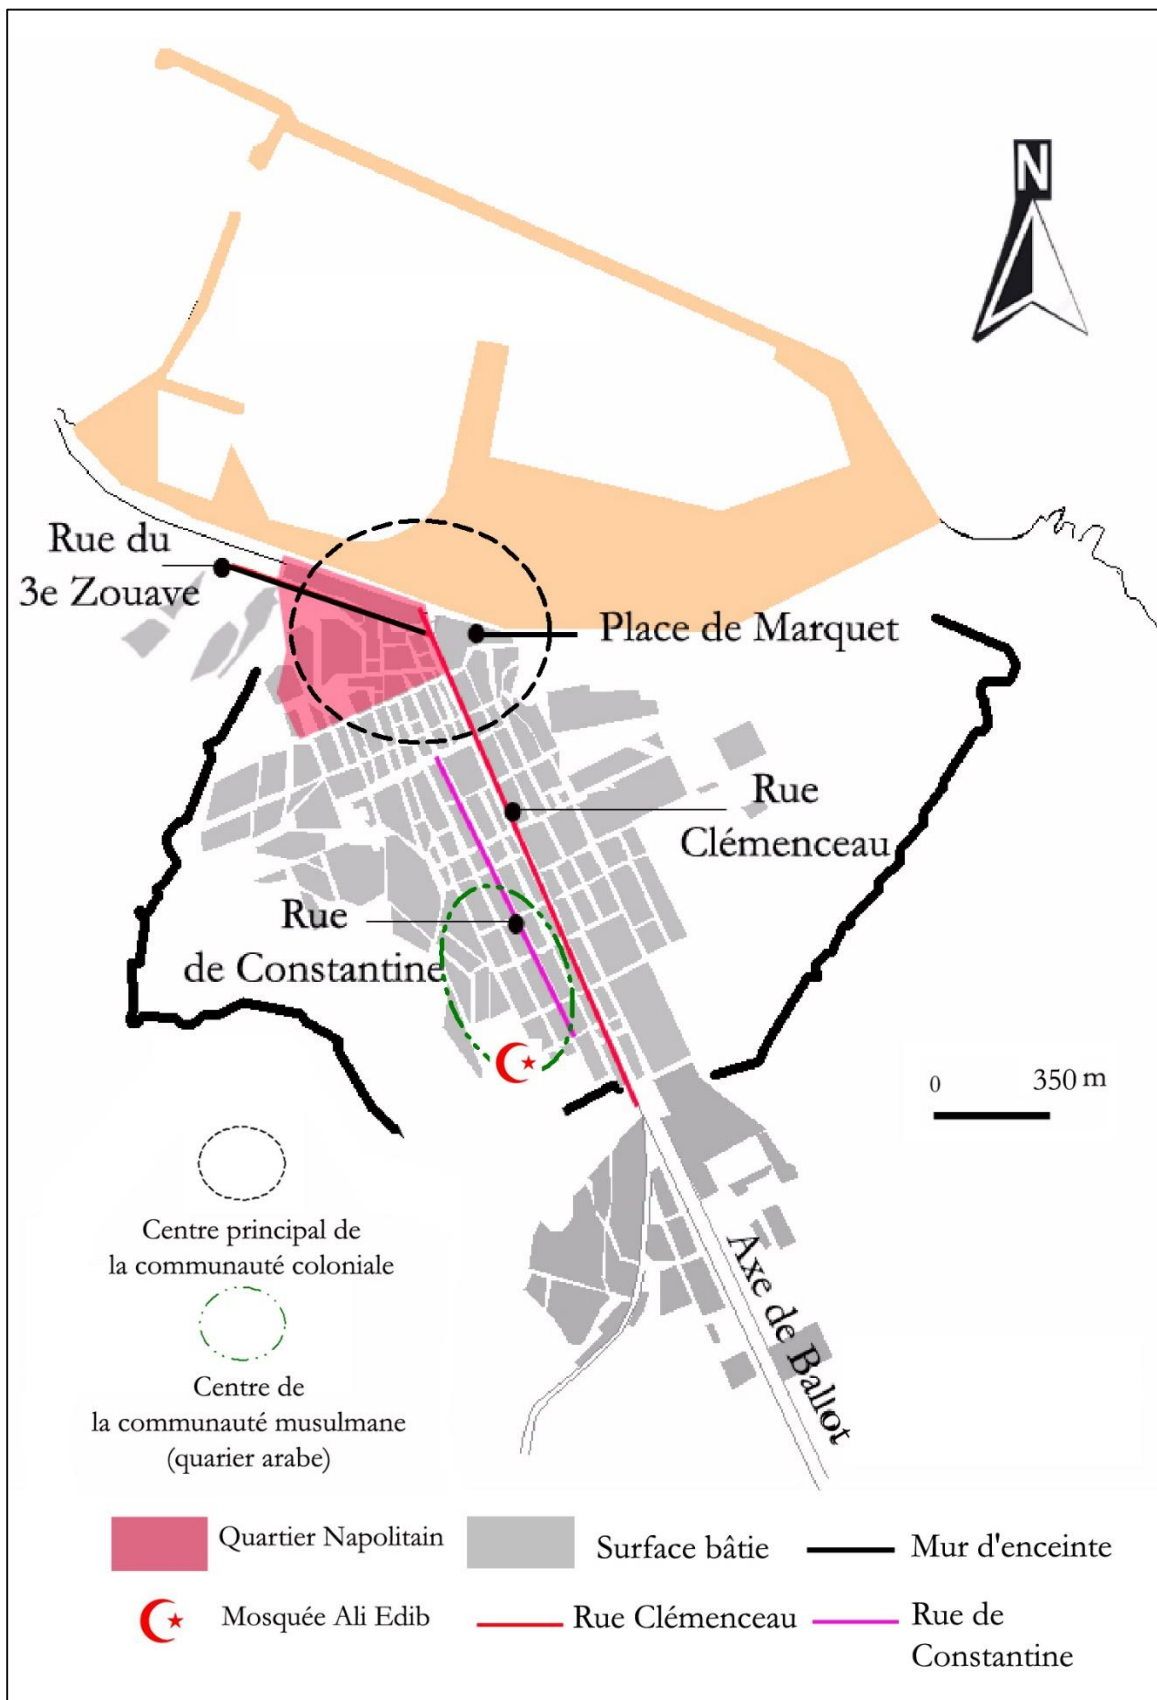 N
Rue du
3e Zouave
Place de Marquet
Rue
Clémenceau
Rue
de Constantine
0 350 m
Axe de Ballot
Centre principal de
la communauté coloniale
Centre de
la communauté musulmane
(quarier arabe)
Quartier Napolitain
Surface bâtie
Mur d'enceinte
Mosquée Ali Edib
Rue Clémenceau
Rue de
Constantine